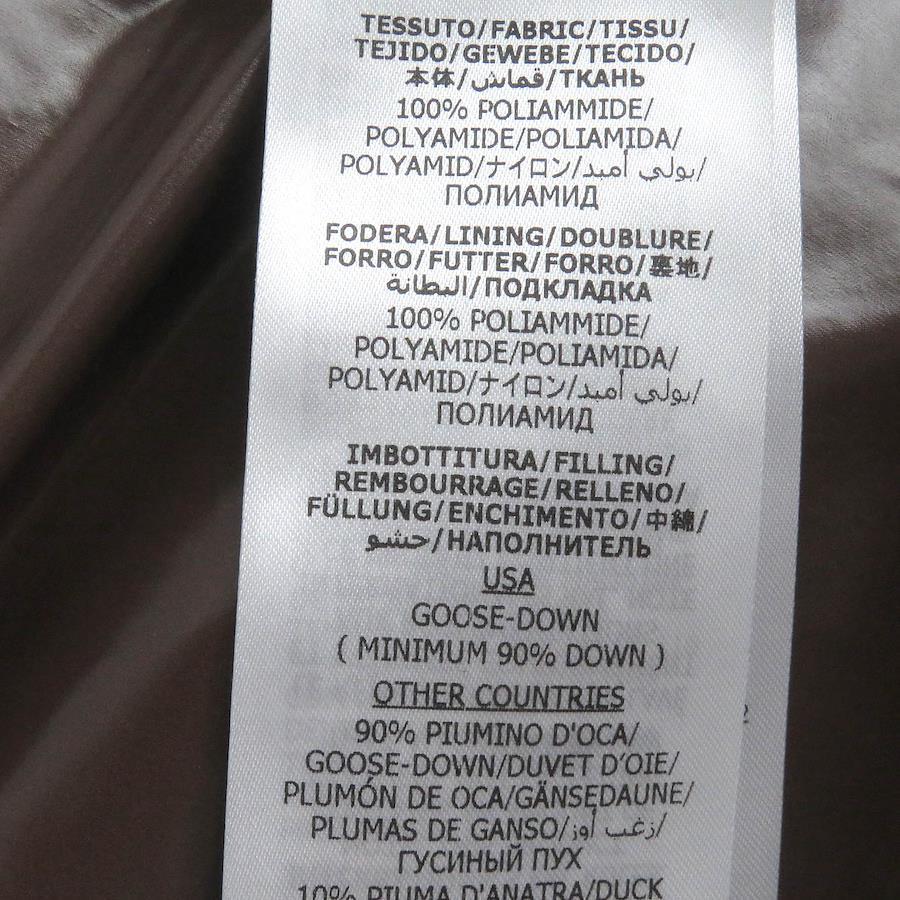 TESSUTO/FABRIC/TISSU/
TEJIDO/GEWEBE/TECIDO/
本体/قماش/ТКАНЬ
100% POLIAMMIDE/
POLYAMIDE/POLIAMIDA/
POLYAMID/ナイロン/بولي أميد/
ПОЛИАМИД
FODERA/LINING/DOUBLURE/
FORRO/FUTTER/FORRO/裏地/
البطانة/ПОДКЛАДКА
100% POLIAMMIDE/
POLYAMIDE/POLIAMIDA/
POLYAMID/ナイロン/بولي أميد/
ПОЛИАМИД
IMBOTTITURA/FILLING/
REMBOURRAGE/RELLENO/
FÜLLUNG/ENCHIMENTO/中綿/
حشو/НАПОЛНИТЕЛЬ
USA
GOOSE-DOWN
( MINIMUM 90% DOWN )
OTHER COUNTRIES
90% PIUMINO D'OCA/
GOOSE-DOWN/DUVET D'OIE/
PLUMÓN DE OCA/GÄNSEDAUNE/
PLUMAS DE GANSO/زغب أوز/
ГУСИНЫЙ ПУХ
10% PIUMA D'ANATRA/DUCK